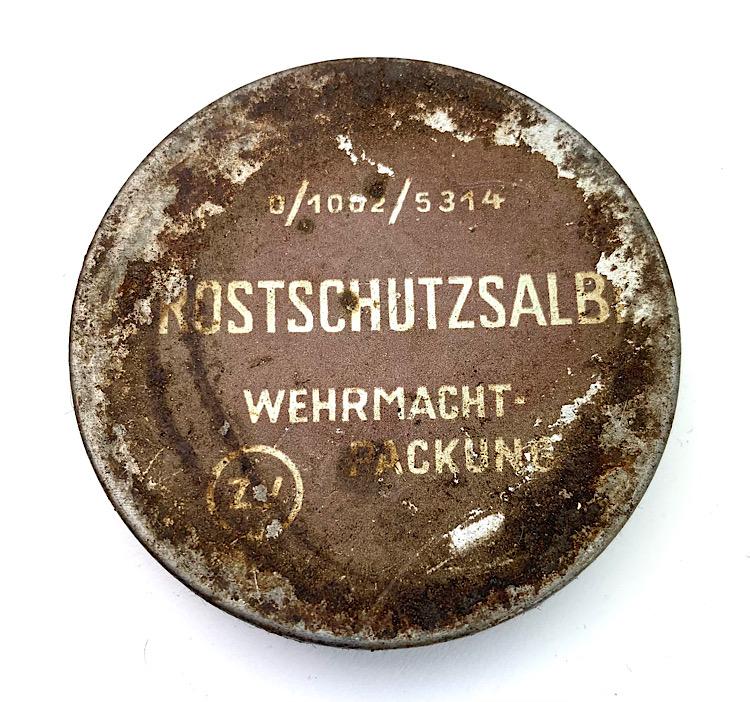 0/1002/5314
ROSTSCHUTZSALB
WEHRMACHT-
PACKUNG